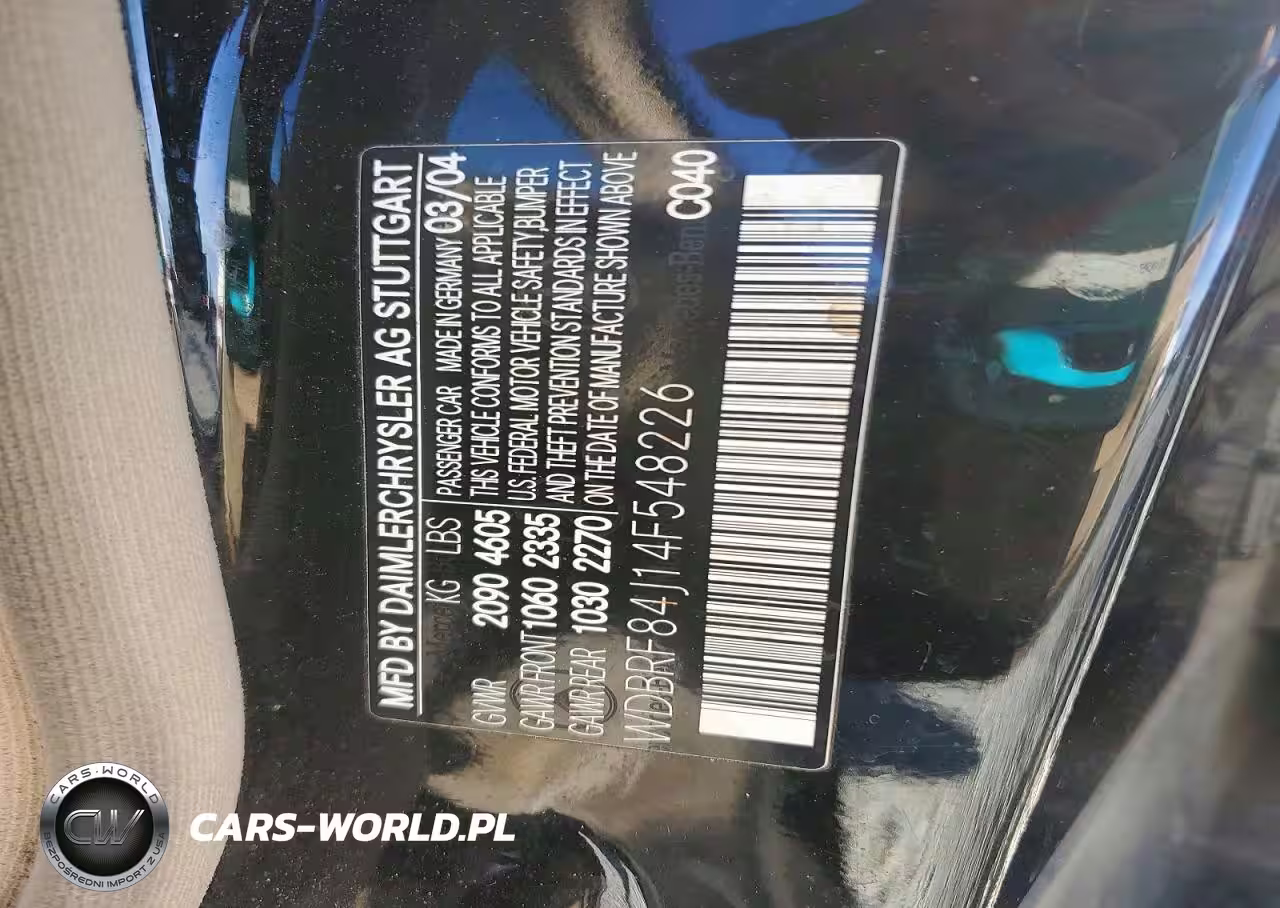 MFD BY DAIMLERCHRYSLER AG STUTTGART
KG LBS PASSENGER CAR MADE IN GERMANY 03/04
GVWR 2090 4605 THIS VEHICLE CONFORMS TO ALL APPLICABLE
GAWR FRONT 1060 2335 U.S. FEDERAL MOTOR VEHICLE SAFETY, BUMPER
GAWR REAR 1030 2270 AND THEFT PREVENTION STANDARDS IN EFFECT
ON THE DATE OF MANUFACTURE SHOWN ABOVE
WDBRF84J14F548226
C040
CARS-WORLD
CW
BEZPOŚREDNI IMPORT Z USA
CARS-WORLD.PL